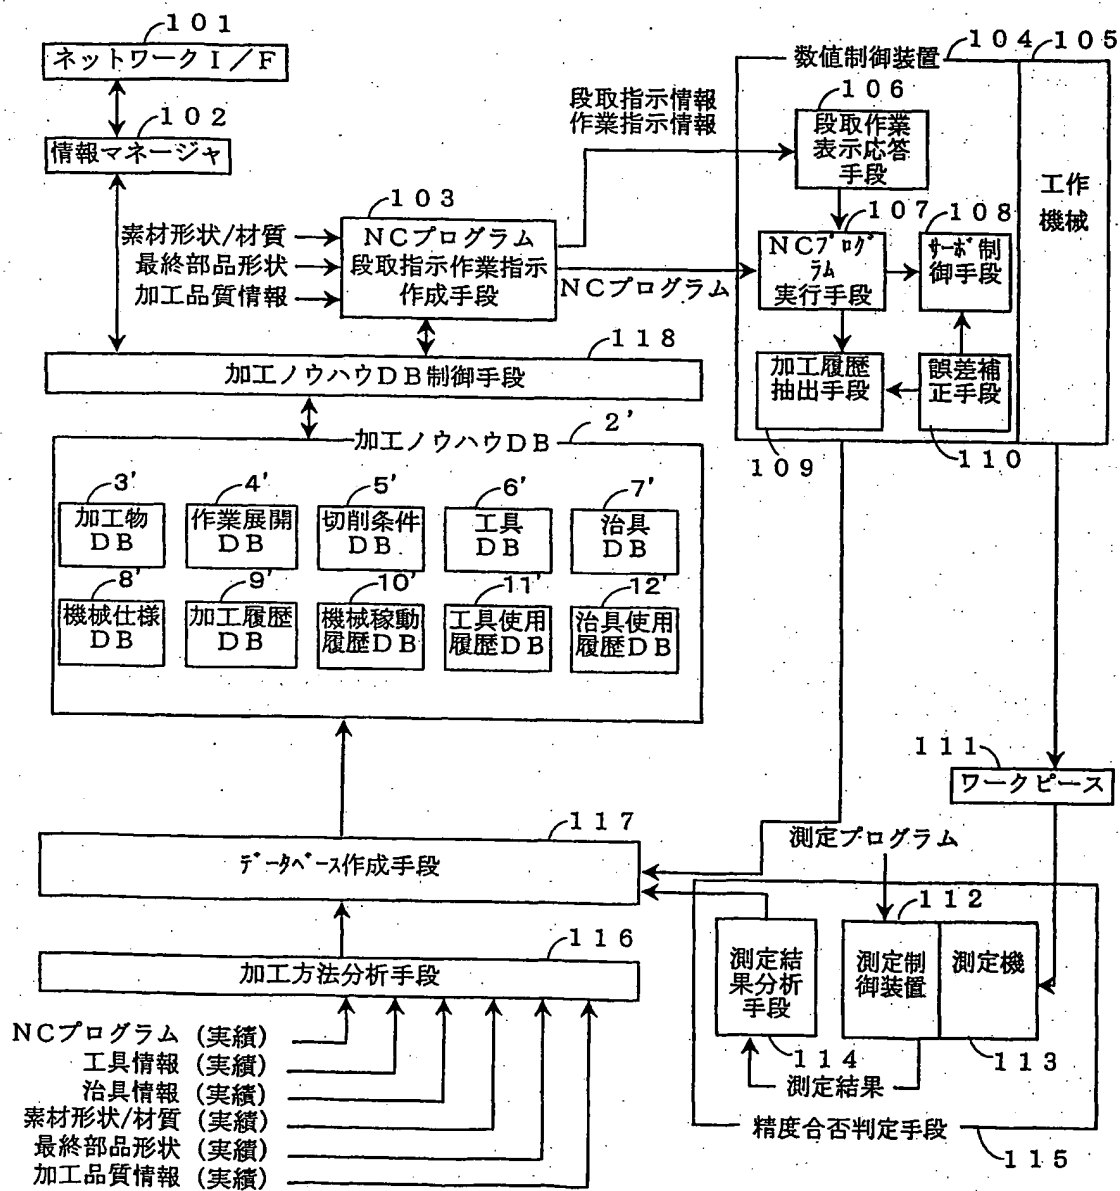 101
ネットワークI/F
102
情報マネージャ
段取指示情報
作業指示情報
数値制御装置
104
105
106
段取作業
表示応答
手段
工作
機械
103
素材形状/材質
最終部品形状
加工品質情報
NCプログラム
段取指示作業指示
作成手段
NCプログラム
107
NCプログ
ラム
実行手段
108
サーボ制
御手段
加工履歴
抽出手段
誤差補
正手段
109
110
118
加工ノウハウDB制御手段
加工ノウハウDB
2'
3'
加工物
DB
4'
作業展開
DB
5'
切削条件
DB
6'
工具
DB
7'
治具
DB
8'
機械仕様
DB
9'
加工履歴
DB
10'
機械稼動
履歴DB
11'
工具使用
履歴DB
12'
治具使用
履歴DB
111
ワークピース
117
データベース作成手段
測定プログラム
116
加工方法分析手段
112
測定結
果分析
手段
測定制
御装置
測定機
114
113
測定結果
精度合否判定手段
115
NCプログラム(実績)
工具情報(実績)
治具情報(実績)
素材形状/材質(実績)
最終部品形状(実績)
加工品質情報(実績)